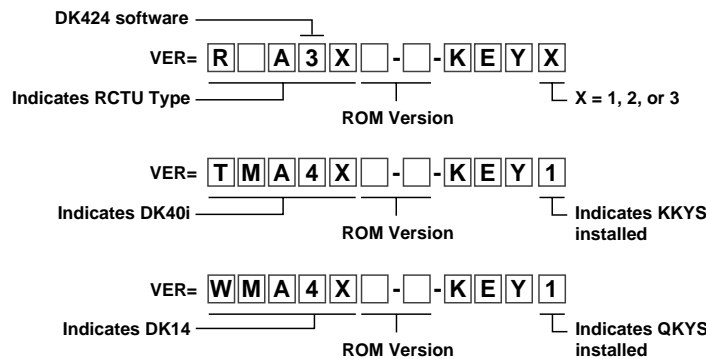 DK424 software
VER= R A 3 X - - K E Y X
Indicates RCTU Type
ROM Version
X = 1, 2, or 3
VER= T M A 4 X - - K E Y 1
Indicates DK40i
ROM Version
Indicates KKYS
installed
VER= W M A 4 X - - K E Y 1
Indicates DK14
ROM Version
Indicates QKYS
installed